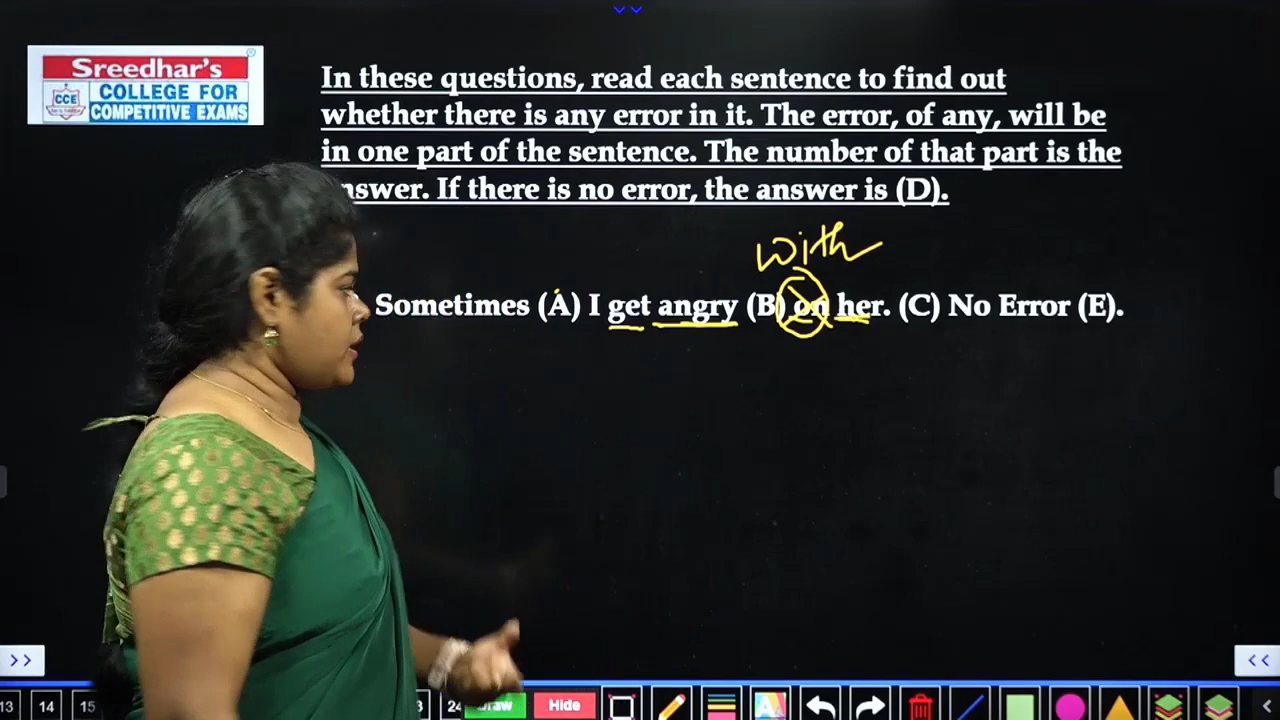 Sreedhar's
CCE
COLLEGE FOR
COMPETITIVE EXAMS
In these questions, read each sentence to find out
whether there is any error in it. The error, of any, will be
in one part of the sentence. The number of that part is the
nswer. If there is no error, the answer is (D).
with
Sometimes (A) I get angry (B) on her. (C) No Error (E).
>>
<<
13 14 15 3 24 raw Hide A <